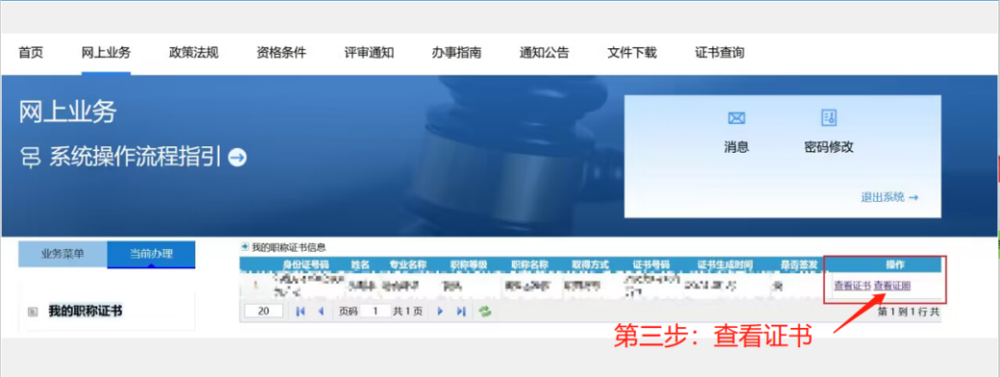 首页 网上业务 政策法规 资格条件 评审通知 办事指南 通知公告 文件下载 证书查询
网上业务
系统操作流程指引
消息 密码修改
退出系统 →
业务菜单 当前办理
我的职称证书信息
身份证号码 姓名 专业名称 职称等级 职称名称 取得方式 证书号码 证书生成时间 是否签发 操作
1 查看证书 查看证照
我的职称证书
20 页码 1 共 1 页 第 1 到 1 行 共
第三步：查看证书